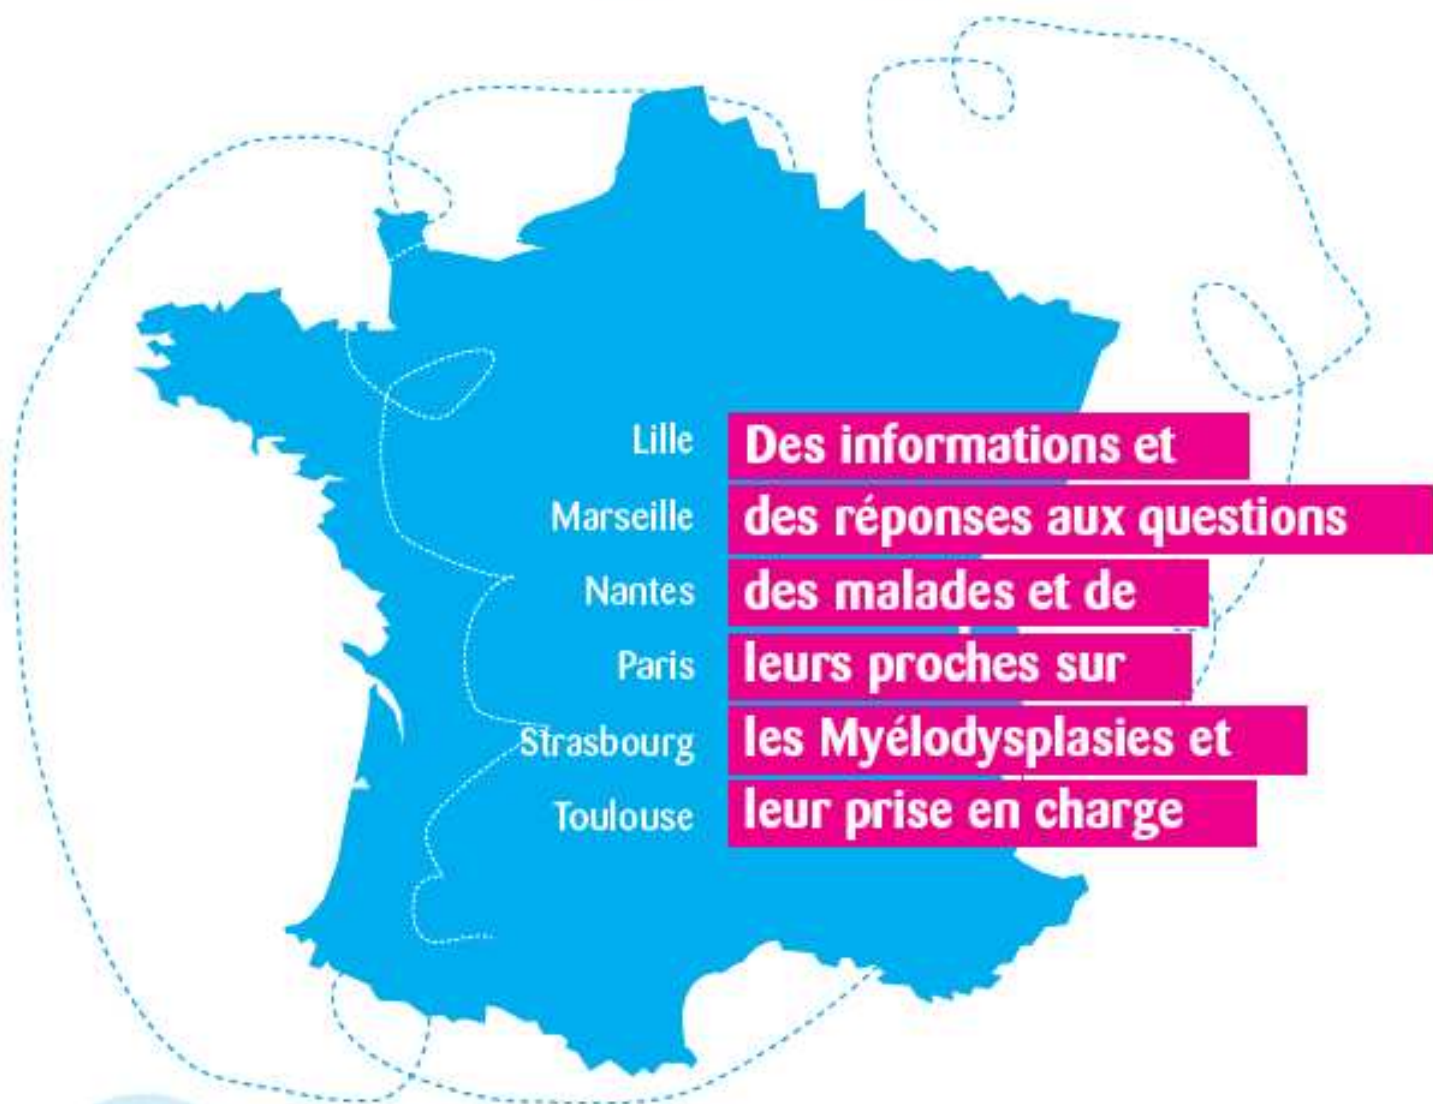 Lille
Marseille
Nantes
Paris
Strasbourg
Toulouse
Des informations et
des réponses aux questions
des malades et de
leurs proches sur
les Myélodysplasies et
leur prise en charge